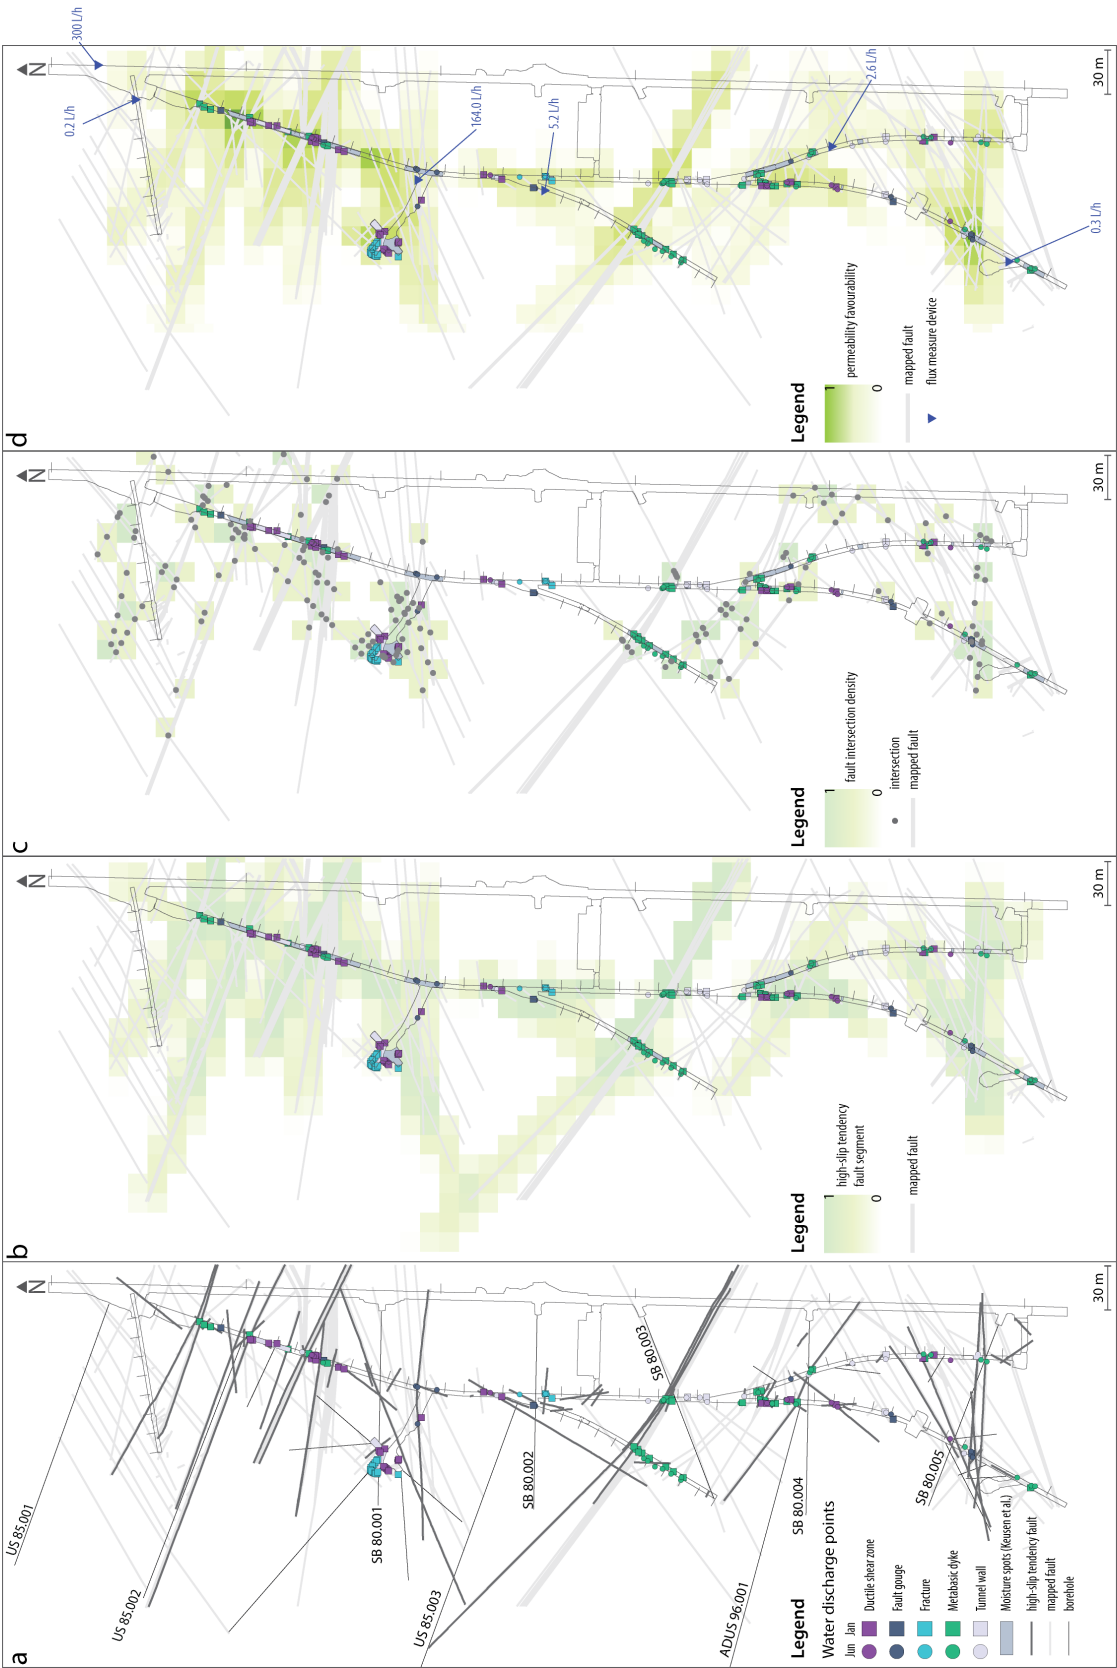 a
N
US 85.001
US 85.002
SB 80.001
US 85.003
SB 80.002
SB 80.003
ADUS 96.001
SB 80.004
SB 80.005
30 m
Legend
Water discharge points
Jun Jan
Ductile shear zone
Fault gouge
Fracture
Metabasic dyke
Tunnel wall
Moisture spots (Keusen et al.)
high-slip tendency fault
mapped fault
borehole
b
N
30 m
Legend
1
0
high-slip tendency
fault segment
mapped fault
c
N
30 m
Legend
1
0
fault intersection density
intersection
mapped fault
d
N
300 L/h
0.2 L/h
164.0 L/h
5.2 L/h
2.6 L/h
0.3 L/h
30 m
Legend
1
0
permeability favourability
mapped fault
flux measure device